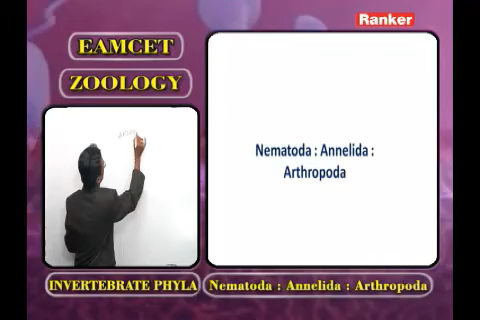 Ranker
EAMCET
ZOOLOGY
Nematoda : Annelida :
Arthropoda
INVERTEBRATE PHYLA
Nematoda : Annelida : Arthropoda